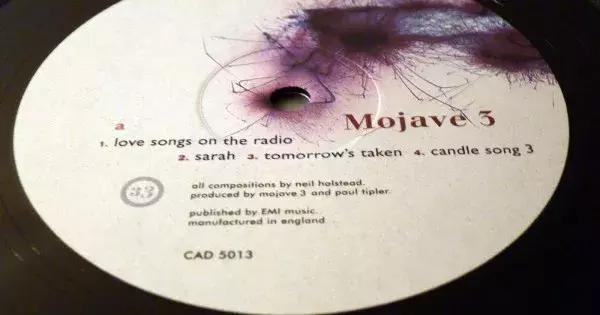 Mojave 3
a
1. love songs on the radio
2. sarah 3. tomorrow's taken 4. candle song 3
33
all compositions by neil halstead.
produced by mojave 3 and paul tipler.
published by EMI music.
manufactured in england.
CAD 5013